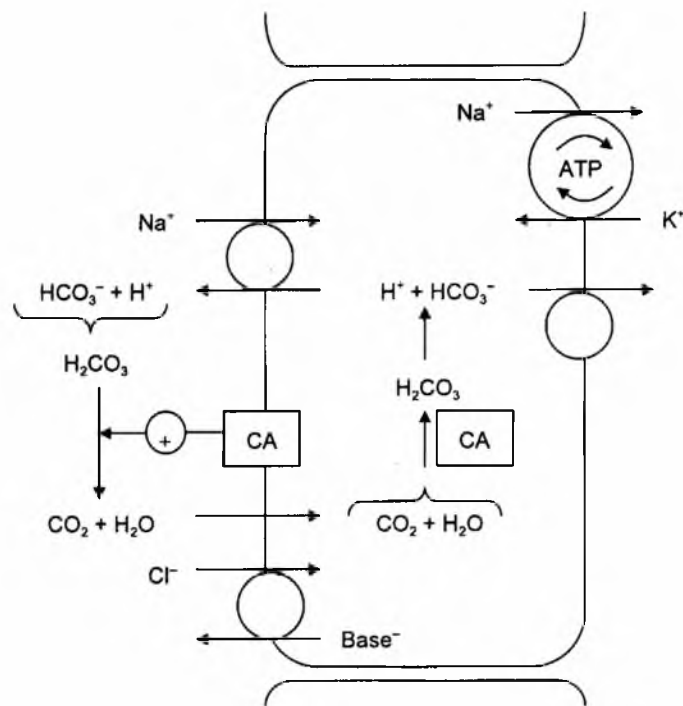 Na⁺
ATP
Na⁺
K⁺
HCO₃⁻ + H⁺
H⁺ + HCO₃⁻
H₂CO₃
H₂CO₃
+
CA
CA
CO₂ + H₂O
CO₂ + H₂O
Cl⁻
Base⁻